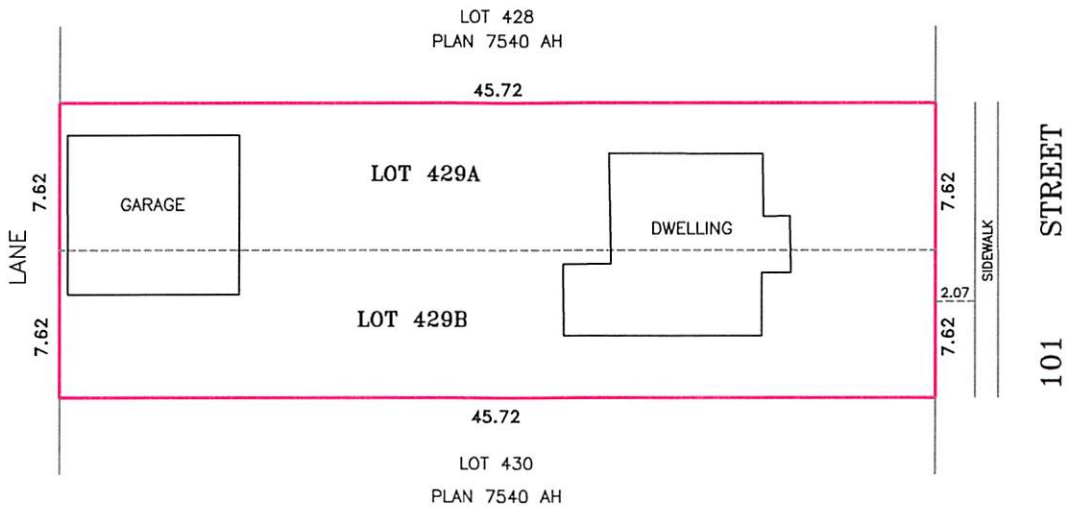 LOT 428
PLAN 7540 AH
45.72
LOT 429A
GARAGE
DWELLING
7.62
7.62
LANE
SIDEWALK
STREET
2.07
LOT 429B
7.62
7.62
101
45.72
LOT 430
PLAN 7540 AH